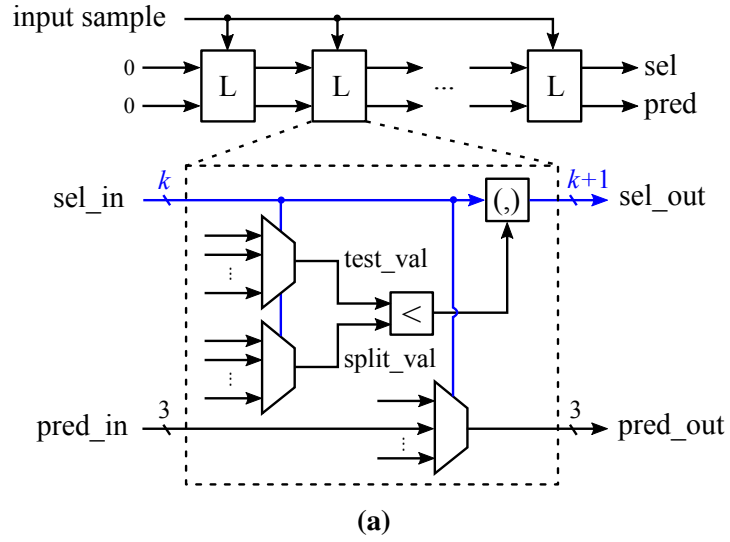 input sample
0 L L L sel
0 ... pred
k k+1
sel_in (,) sel_out
test_val
...
<
split_val
...
3 3
pred_in pred_out
...
(a)